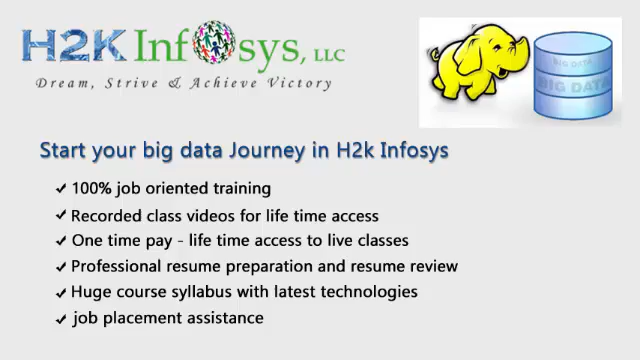 H2K Infosys, LLC
Dream, Strive & Achieve Victory
BIG DATA
BIG DATA
Start your big data Journey in H2k Infosys
✓ 100% job oriented training
✓ Recorded class videos for life time access
✓ One time pay - life time access to live classes
✓ Professional resume preparation and resume review
✓ Huge course syllabus with latest technologies
✓ job placement assistance